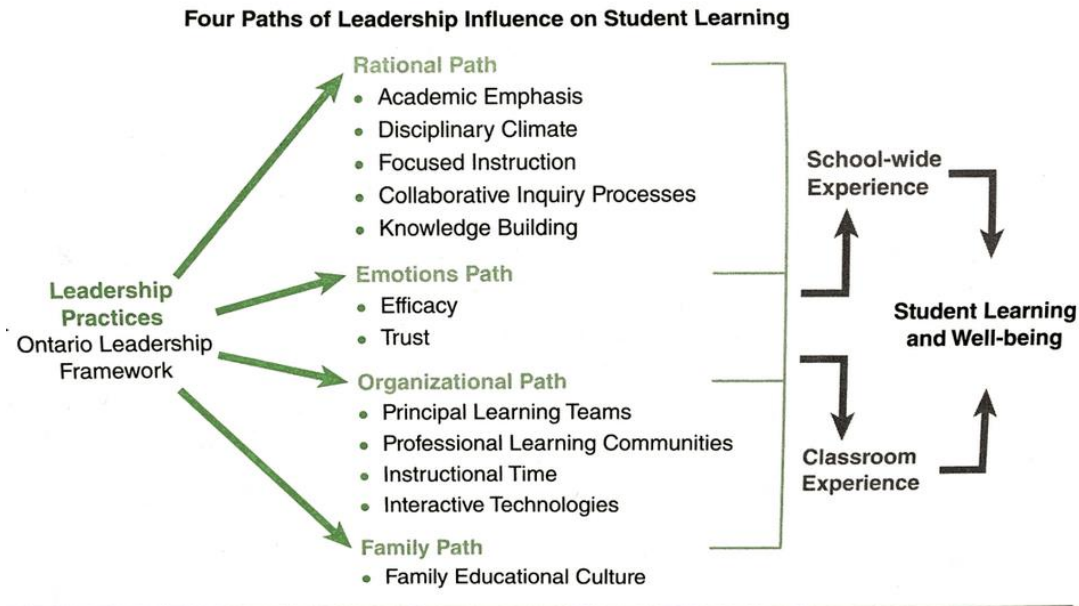 Four Paths of Leadership Influence on Student Learning
Leadership
Practices
Ontario Leadership
Framework
Rational Path
• Academic Emphasis
• Disciplinary Climate
• Focused Instruction
• Collaborative Inquiry Processes
• Knowledge Building
Emotions Path
• Efficacy
• Trust
Organizational Path
• Principal Learning Teams
• Professional Learning Communities
• Instructional Time
• Interactive Technologies
Family Path
• Family Educational Culture
School-wide
Experience
Classroom
Experience
Student Learning
and Well-being